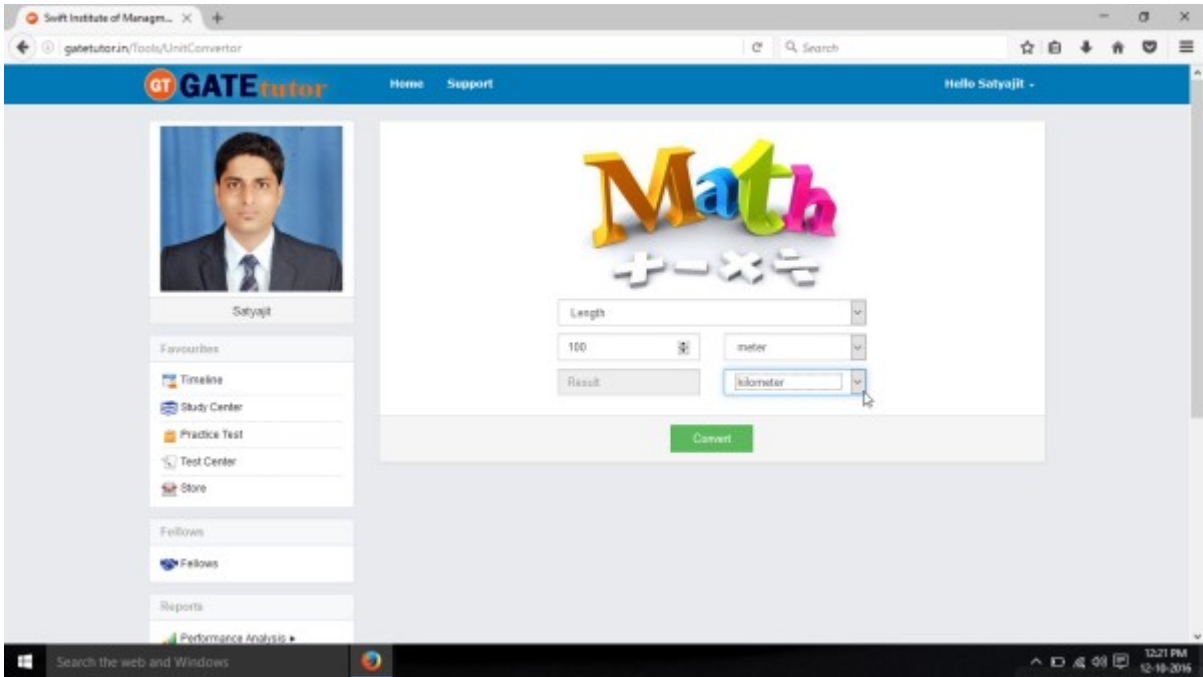 Swift Institute of Managm...
gatetutor.in/Tools/UnitConvertor
Search
GT GATEtutor
Home
Support
Hello Satyajit
Math
Satyajit
Length
100
meter
Result
kilometer
Convert
Favourites
Timeline
Study Center
Practice Test
Test Center
Store
Fellows
Fellows
Reports
Performance Analysis
Search the web and Windows
12:21 PM
12-10-2016